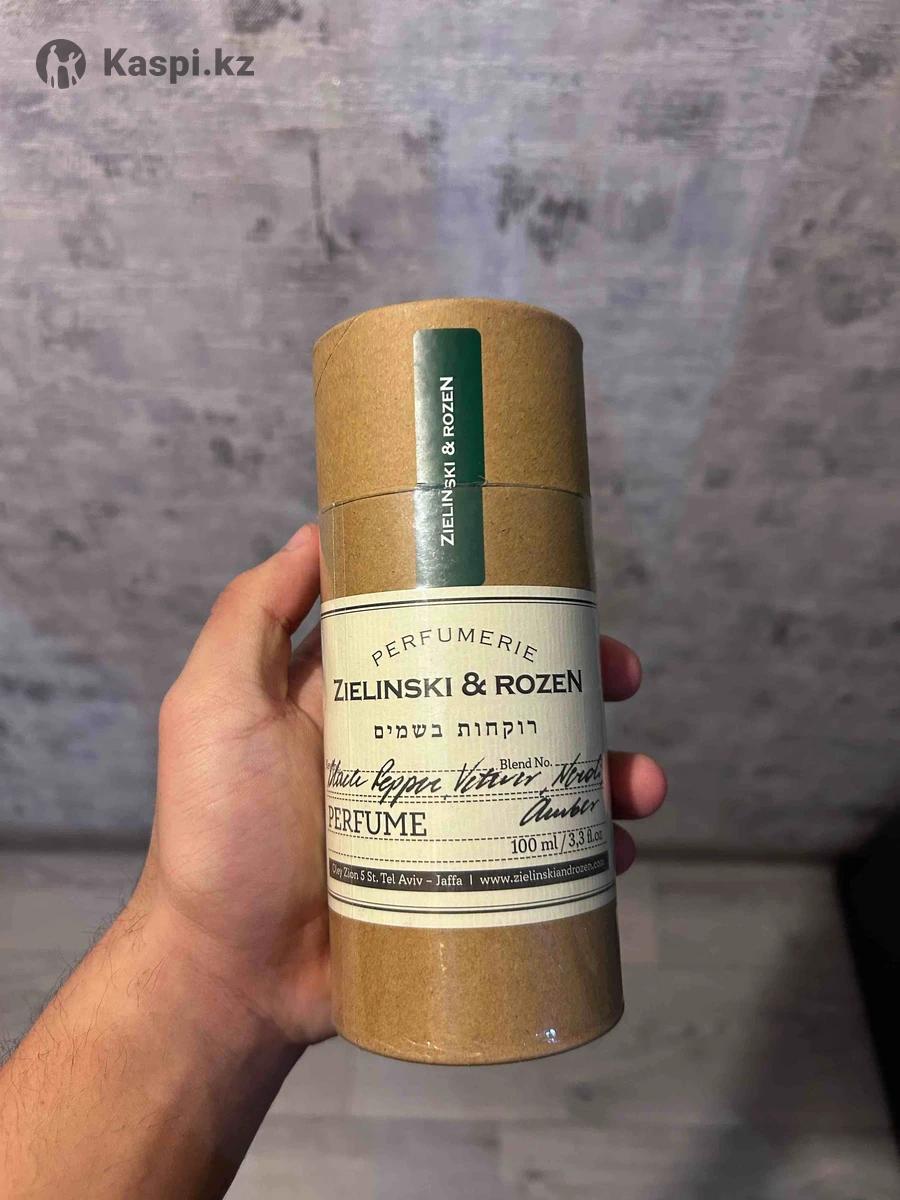 Kaspi.kz
ZIELINSKI & ROZEN
PERFUMERIE
ZIELINSKI & ROZEN
רוקחות בשמים
Blend No.
Black Pepper, Vetiver, Neroli
Amber
PERFUME
100 ml / 3,3 fl.oz
Oley Zion 5 St. Tel Aviv – Jaffa | www.zielinskiandrozen.com